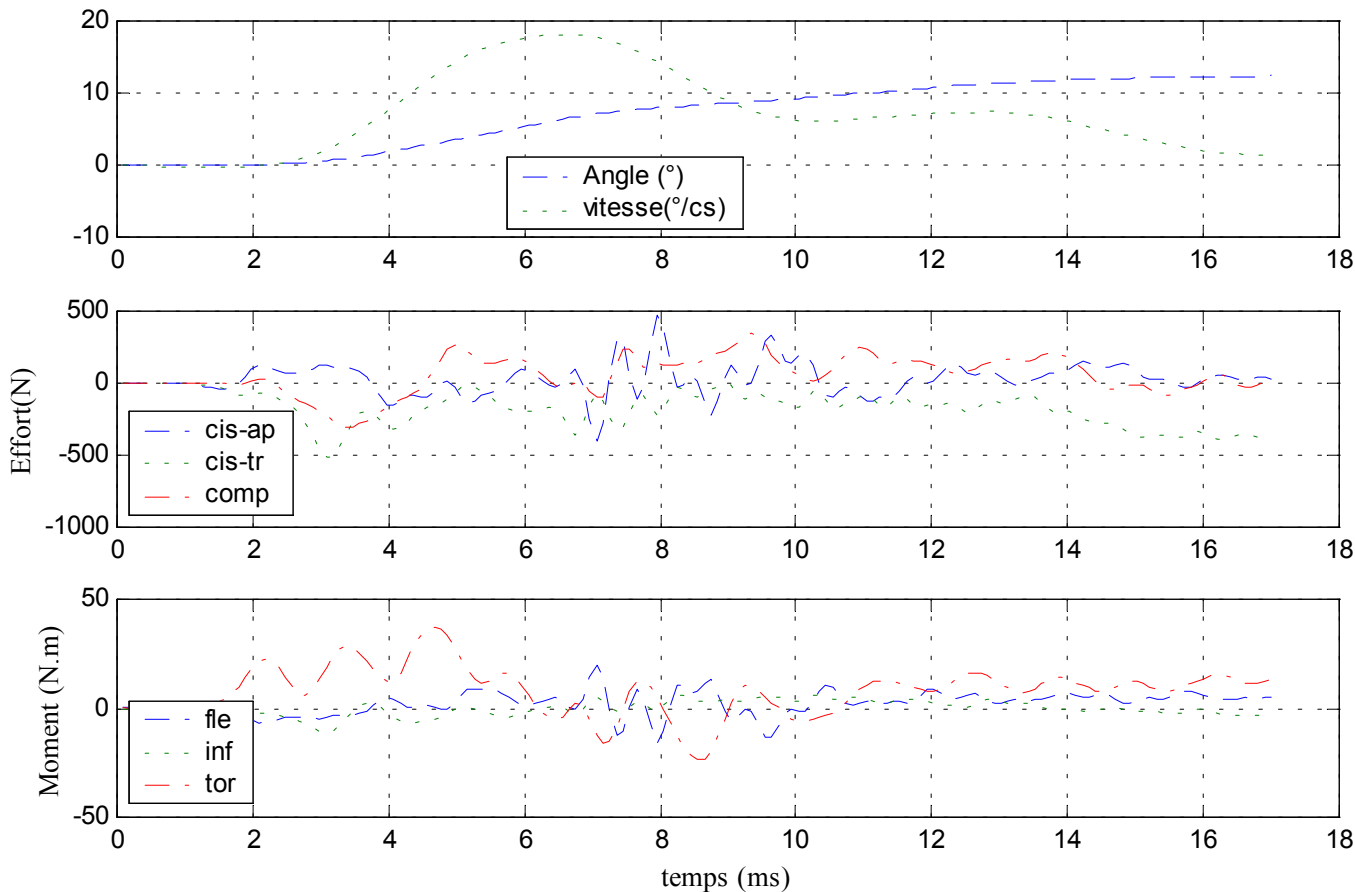 20
10
0
-10
Angle (°)
vitesse(°/cs)
0 2 4 6 8 10 12 14 16 18
Effort(N)
500
0
-500
-1000
cis-ap
cis-tr
comp
0 2 4 6 8 10 12 14 16 18
Moment (N.m)
50
0
-50
fle
inf
tor
0 2 4 6 8 10 12 14 16 18
temps (ms)